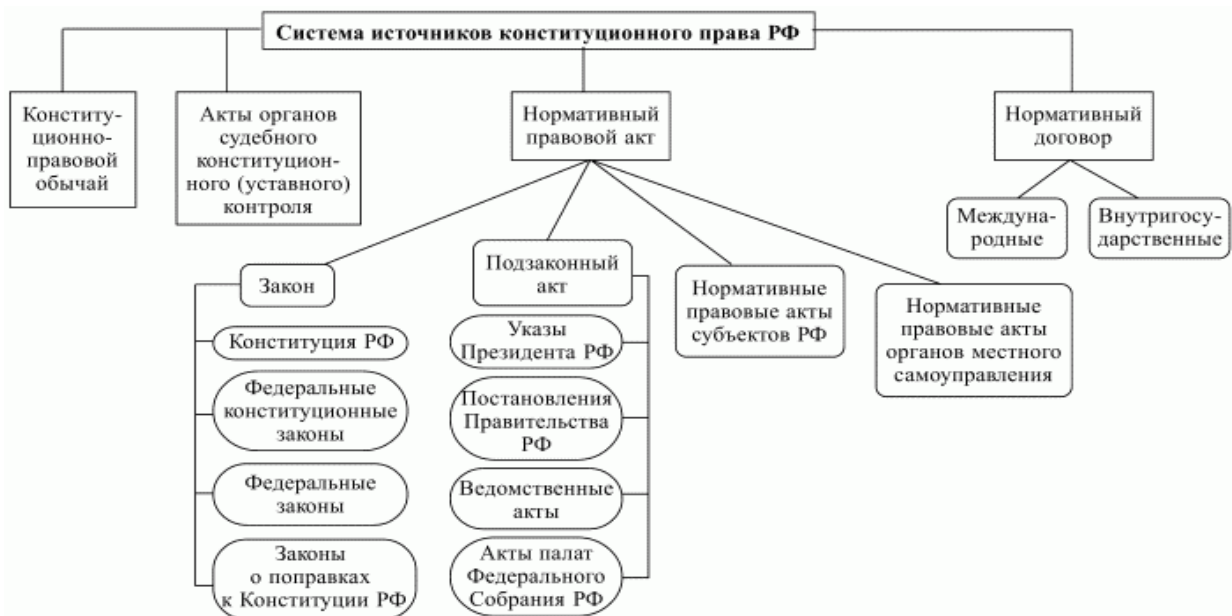 Система источников конституционного права РФ
Конститу-
ционно-
правовой
обычай
Акты органов
судебного
конституцион-
ного (уставного)
контроля
Нормативный
правовой акт
Нормативный
договор
Междуна-
родные
Внутригосу-
дарственные
Закон
Конституция РФ
Федеральные
конституционные
законы
Федеральные
законы
Законы
о поправках
к Конституции РФ
Подзаконный
акт
Указы
Президента РФ
Постановления
Правительства
РФ
Ведомственные
акты
Акты палат
Федерального
Собрания РФ
Нормативные
правовые акты
субъектов РФ
Нормативные
правовые акты
органов местного
самоуправления